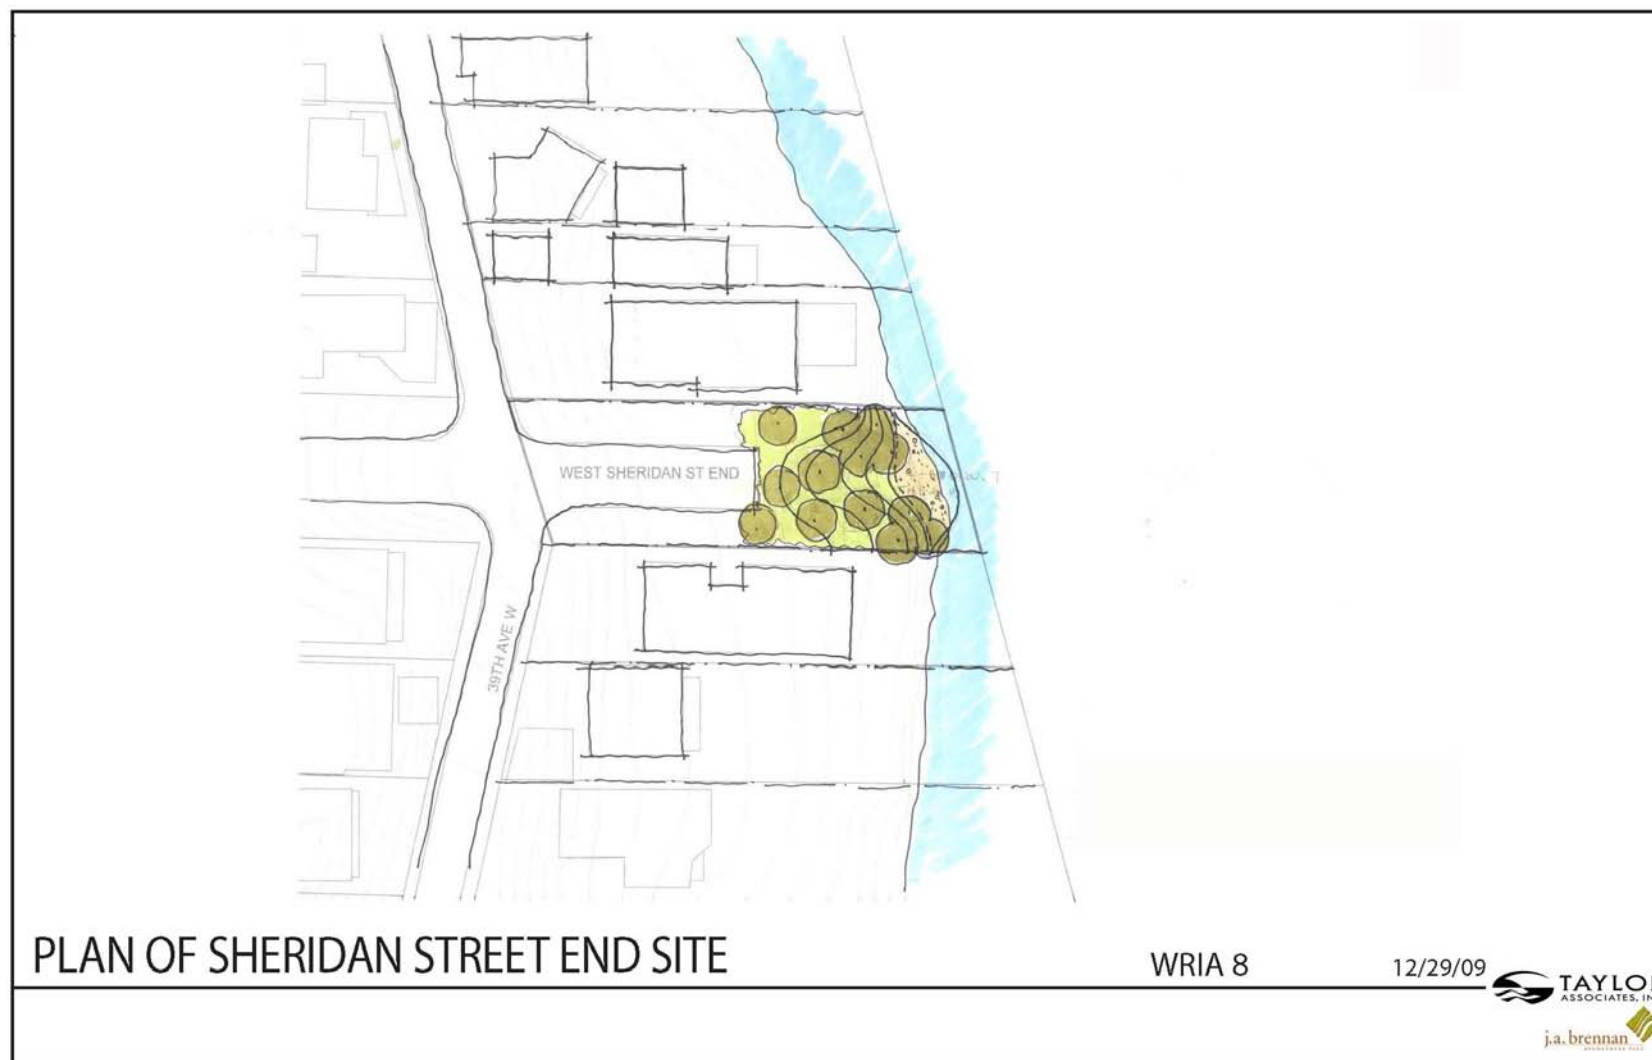 WEST SHERIDAN ST END
39TH AVE W
PLAN OF SHERIDAN STREET END SITE
WRIA 8
12/29/09
TAYLO
ASSOCIATES, IN
j.a. brennan